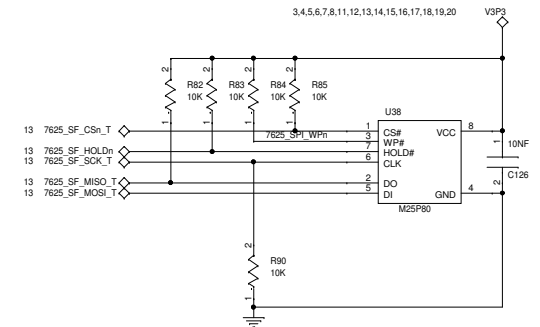 3,4,5,6,7,8,11,12,13,14,15,16,17,18,19,20 V3P3
2 2 2 2
R82 R83 R84 R85
10K 10K 10K 10K
1 1 1 1
U38
13 7625_SF_CSn_T 1 CS# VCC 8
7625_SPI_WPn 3 WP#
13 7625_SF_HOLDn 7 HOLD#
13 7625_SF_SCK_T 6 CLK
1 10NF
2 C126
13 7625_SF_MISO_T 2 DO
13 7625_SF_MOSI_T 5 DI GND 4
M25P80
2
R90
10K
1